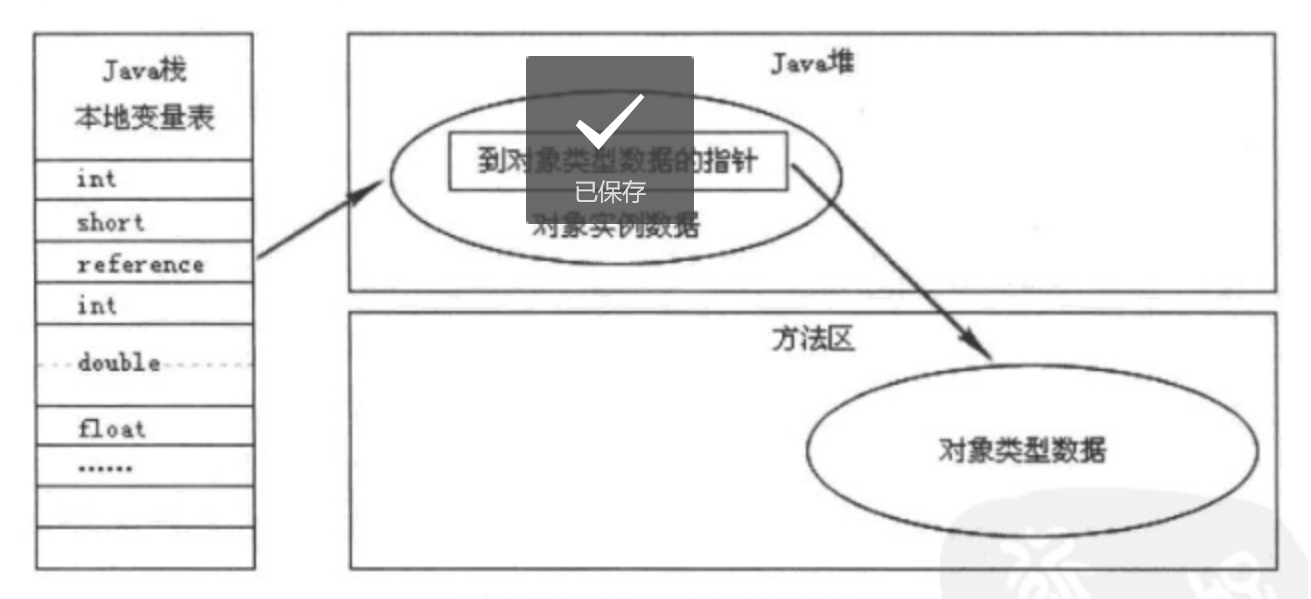 Java栈
本地变量表
int
short
reference
int
double
float
……
Java堆
到对象类型数据的指针
已保存
对象实例数据
方法区
对象类型数据